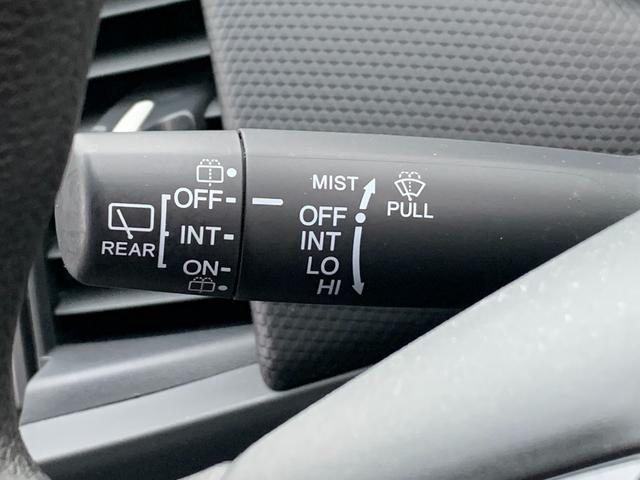 REAR
OFF
INT
ON
MIST
OFF
INT
LO
HI
PULL